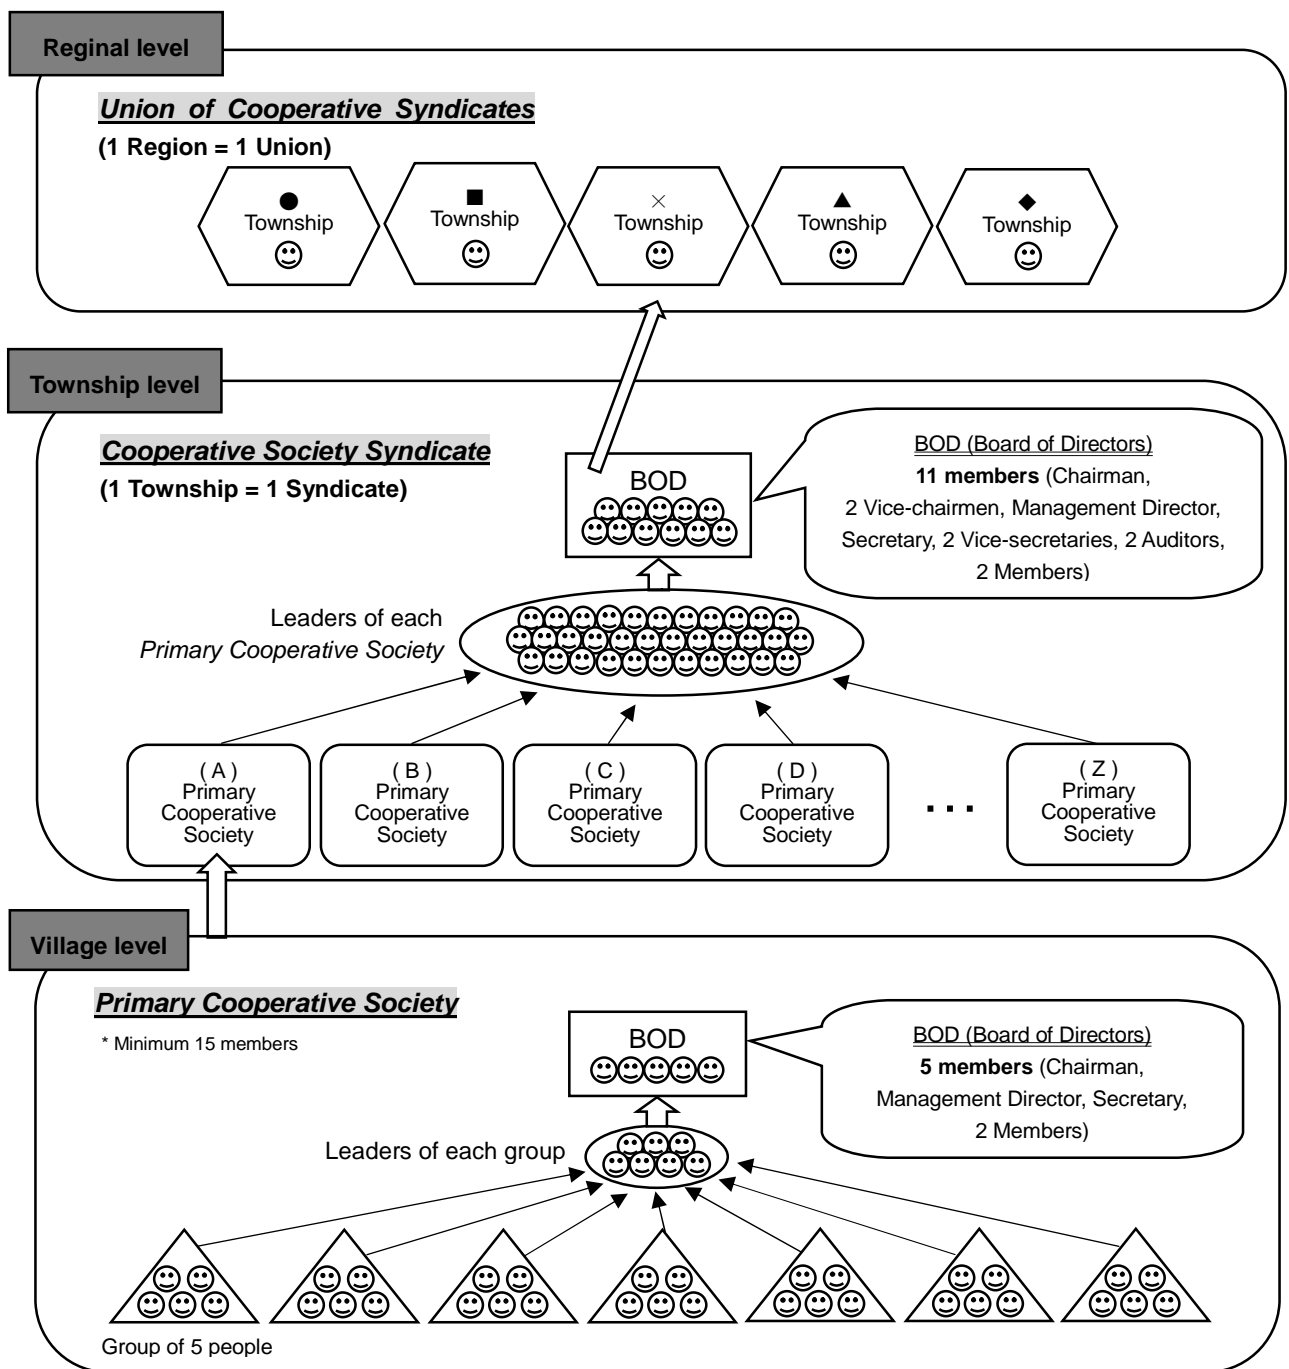 Reginal level
Union of Cooperative Syndicates
(1 Region = 1 Union)
● Township
■ Township
× Township
▲ Township
◆ Township
Township level
Cooperative Society Syndicate
(1 Township = 1 Syndicate)
BOD
BOD (Board of Directors)
11 members (Chairman,
2 Vice-chairmen, Management Director,
Secretary, 2 Vice-secretaries, 2 Auditors,
2 Members)
Leaders of each
Primary Cooperative Society
( A )
Primary
Cooperative
Society
( B )
Primary
Cooperative
Society
( C )
Primary
Cooperative
Society
( D )
Primary
Cooperative
Society
...
( Z )
Primary
Cooperative
Society
Village level
Primary Cooperative Society
* Minimum 15 members
BOD
BOD (Board of Directors)
5 members (Chairman,
Management Director, Secretary,
2 Members)
Leaders of each group
Group of 5 people